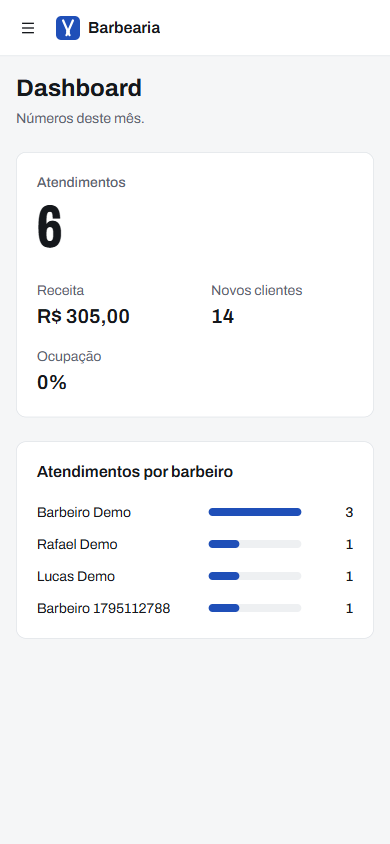 Barbearia
Dashboard
Números deste mês.
Atendimentos
6
Receita
Novos clientes
R$ 305,00
14
Ocupação
0%
Atendimentos por barbeiro
Barbeiro Demo 3
Rafael Demo 1
Lucas Demo 1
Barbeiro 1795112788 1